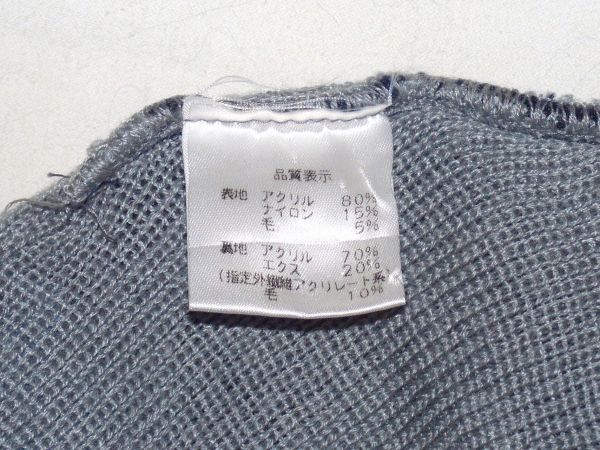 品質表示
表地 アクリル 80%
ナイロン 15%
毛 5%
裏地 アクリル 70%
エクス 20%
(指定外繊維アクリレート系)
毛 10%